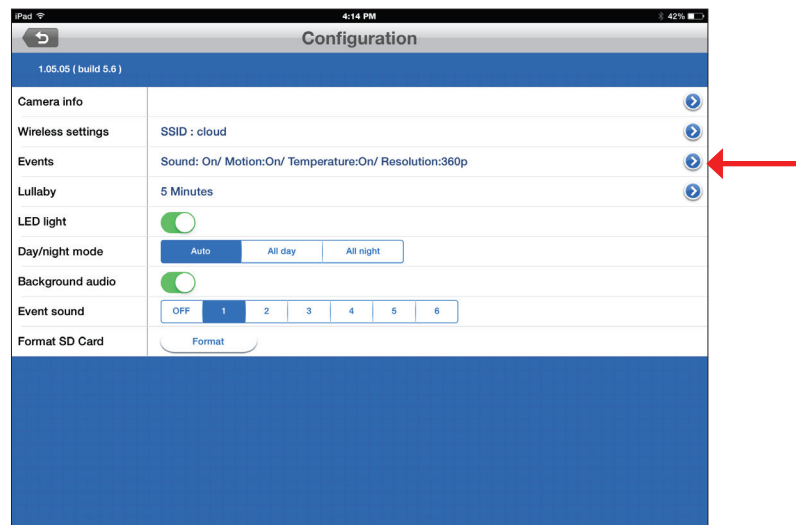 iPad 4:14 PM 42%
Configuration
1.05.05 ( build 5.6 )
Camera info
Wireless settings SSID : cloud
Events Sound: On/ Motion:On/ Temperature:On/ Resolution:360p
Lullaby 5 Minutes
LED light
Day/night mode Auto All day All night
Background audio
Event sound OFF 1 2 3 4 5 6
Format SD Card Format